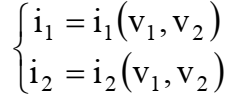 i₁ = i₁(v₁, v₂)
i₂ = i₂(v₁, v₂)